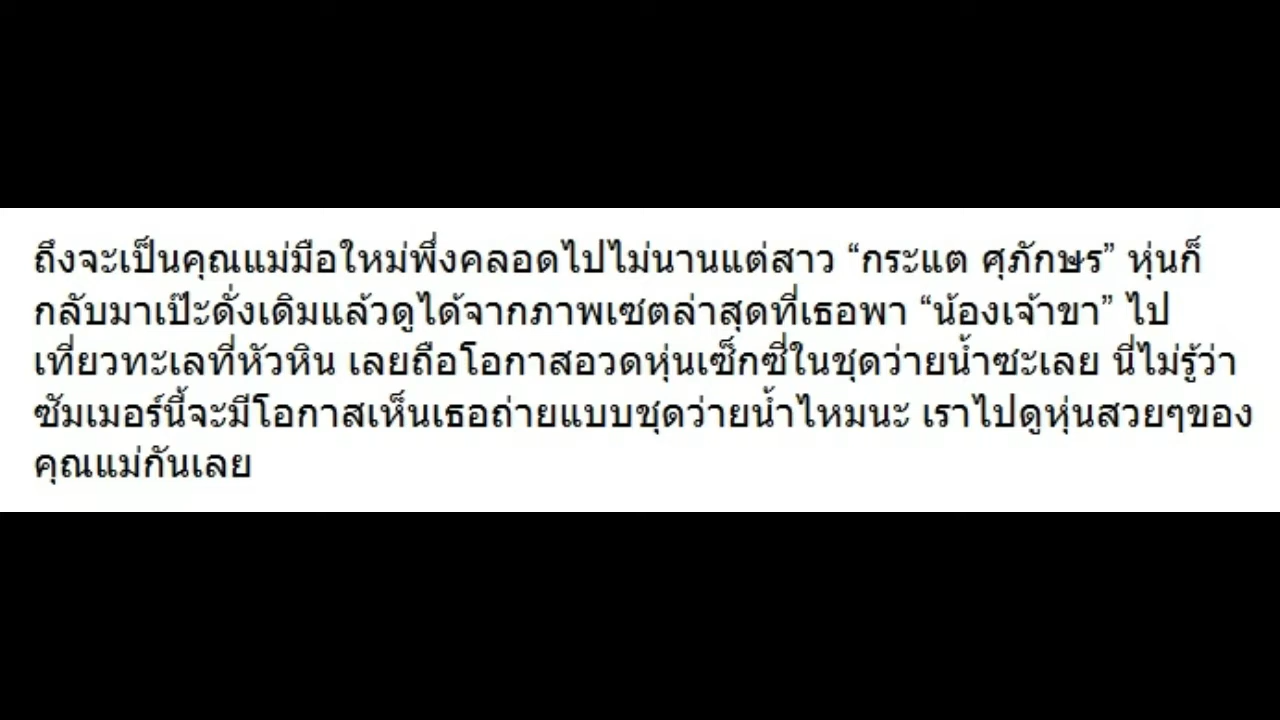 ถึงจะเป็นคุณแม่มือใหม่พึ่งคลอดไปไม่นานแต่สาว “กระแต ศุภักษร” หุ่นก็
กลับมาเป๊ะดั่งเดิมแล้วดูได้จากภาพเซตล่าสุดที่เธอพา “น้องเจ้าขา” ไป
เที่ยวทะเลที่หัวหิน เลยถือโอกาสอวดหุ่นเซ็กซี่ในชุดว่ายน้ำซะเลย นี่ไม่รู้ว่า
ซัมเมอร์นี้จะมีโอกาสเห็นเธอถ่ายแบบชุดว่ายน้ำไหมนะ เราไปดูหุ่นสวยๆของ
คุณแม่กันเลย